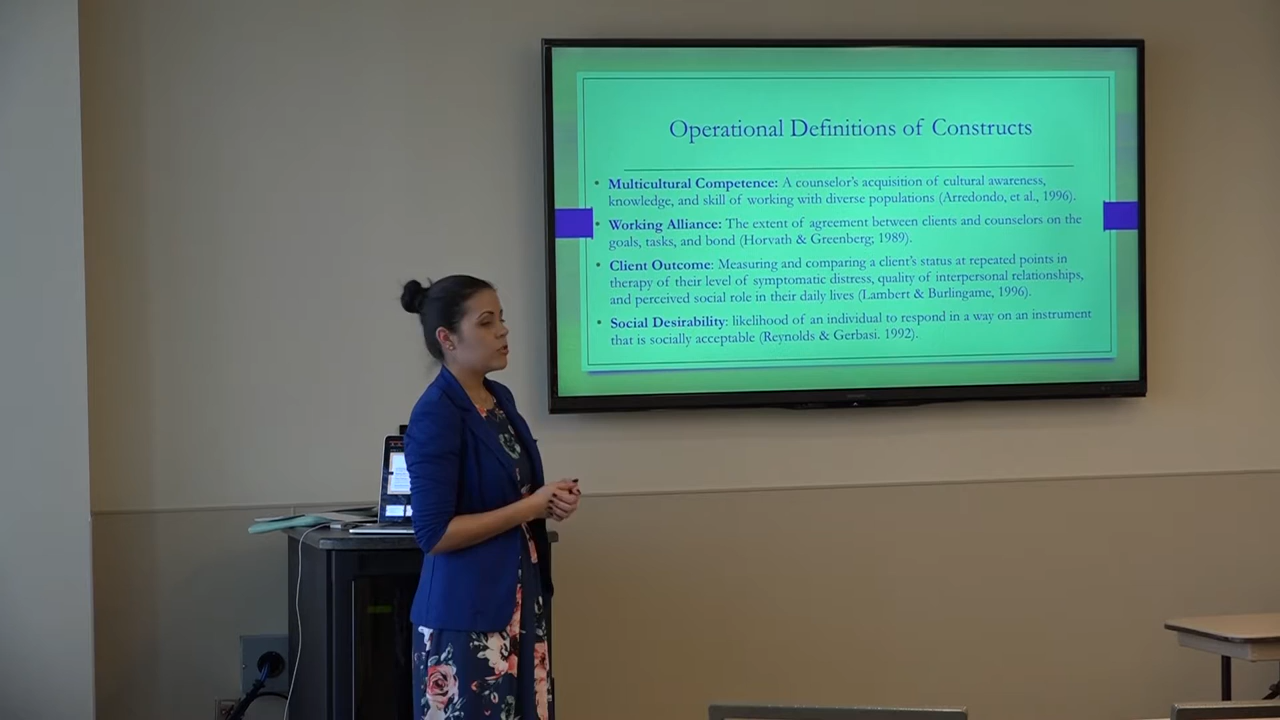 Operational Definitions of Constructs
• Multicultural Competence: A counselor's acquisition of cultural awareness,
knowledge, and skill of working with diverse populations (Arredondo, et al., 1996).
• Working Alliance: The extent of agreement between clients and counselors on the
goals, tasks, and bond (Horvath & Greenberg; 1989).
• Client Outcome: Measuring and comparing a client's status at repeated points in
therapy of their level of symptomatic distress, quality of interpersonal relationships,
and perceived social role in their daily lives (Lambert & Burlingame, 1996).
• Social Desirability: likelihood of an individual to respond in a way on an instrument
that is socially acceptable (Reynolds & Gerbasi. 1992).